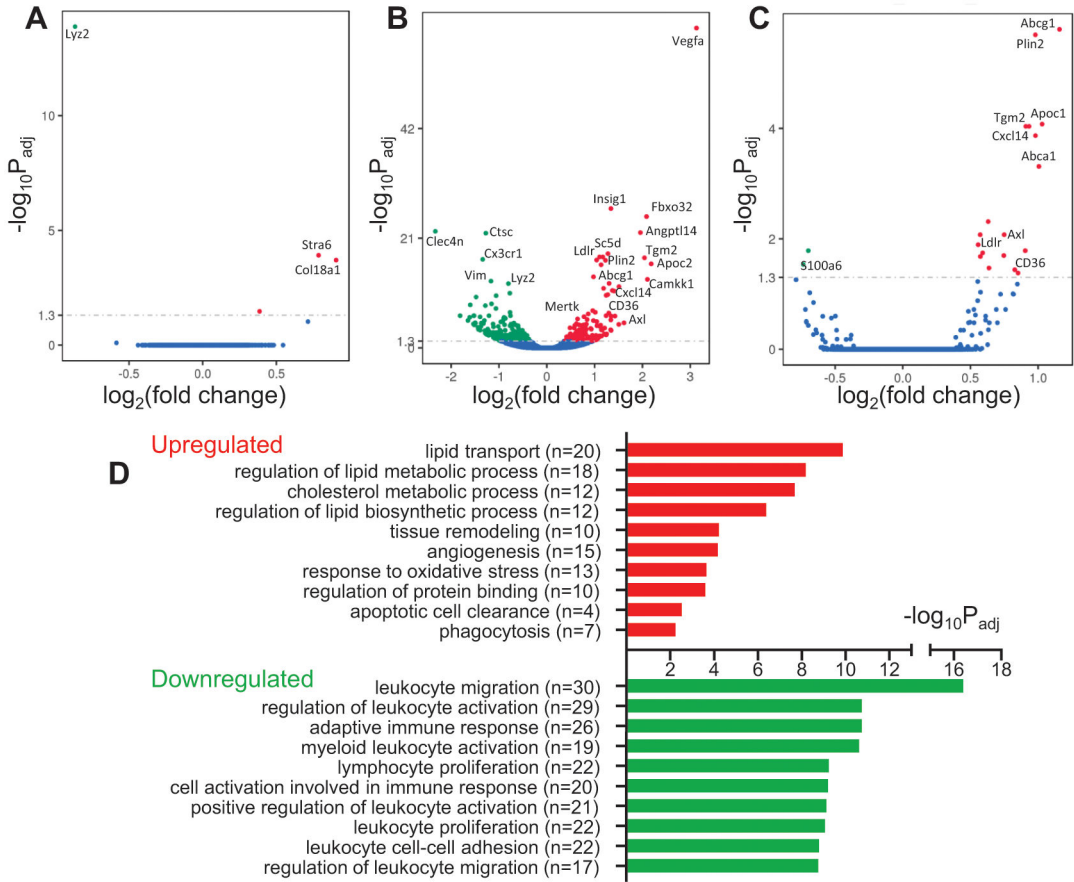 A
Lyz2
10
5
1.3
0
Stra6
Col18a1
-0.5
0.0
0.5
-log10Padj
log2(fold change)
B
Vegfa
42
21
1.3
0
Insig1
Fbxo32
Clec4n
Ctsc
Angptl14
Cx3cr1
Sc5d
Ldlr
Tgm2
Plin2
Apoc2
Vim
Lyz2
Abcg1
Camkk1
Cxcl14
Mertk
CD36
Axl
-2
-1
0
1
2
3
-log10Padj
log2(fold change)
C
Abcg1
Plin2
4
Tgm2
Apoc1
Cxcl14
Abca1
2
Ldlr
Axl
S100a6
CD36
1.3
0
-0.5
0.0
0.5
1.0
-log10Padj
log2(fold change)
D
Upregulated
lipid transport (n=20)
regulation of lipid metabolic process (n=18)
cholesterol metabolic process (n=12)
regulation of lipid biosynthetic process (n=12)
tissue remodeling (n=10)
angiogenesis (n=15)
response to oxidative stress (n=13)
regulation of protein binding (n=10)
apoptotic cell clearance (n=4)
phagocytosis (n=7)
-log10Padj
2 4 6 8 10 12 16 18
Downregulated
leukocyte migration (n=30)
regulation of leukocyte activation (n=29)
adaptive immune response (n=26)
myeloid leukocyte activation (n=19)
lymphocyte proliferation (n=22)
cell activation involved in immune response (n=20)
positive regulation of leukocyte activation (n=21)
leukocyte proliferation (n=22)
leukocyte cell-cell adhesion (n=22)
regulation of leukocyte migration (n=17)